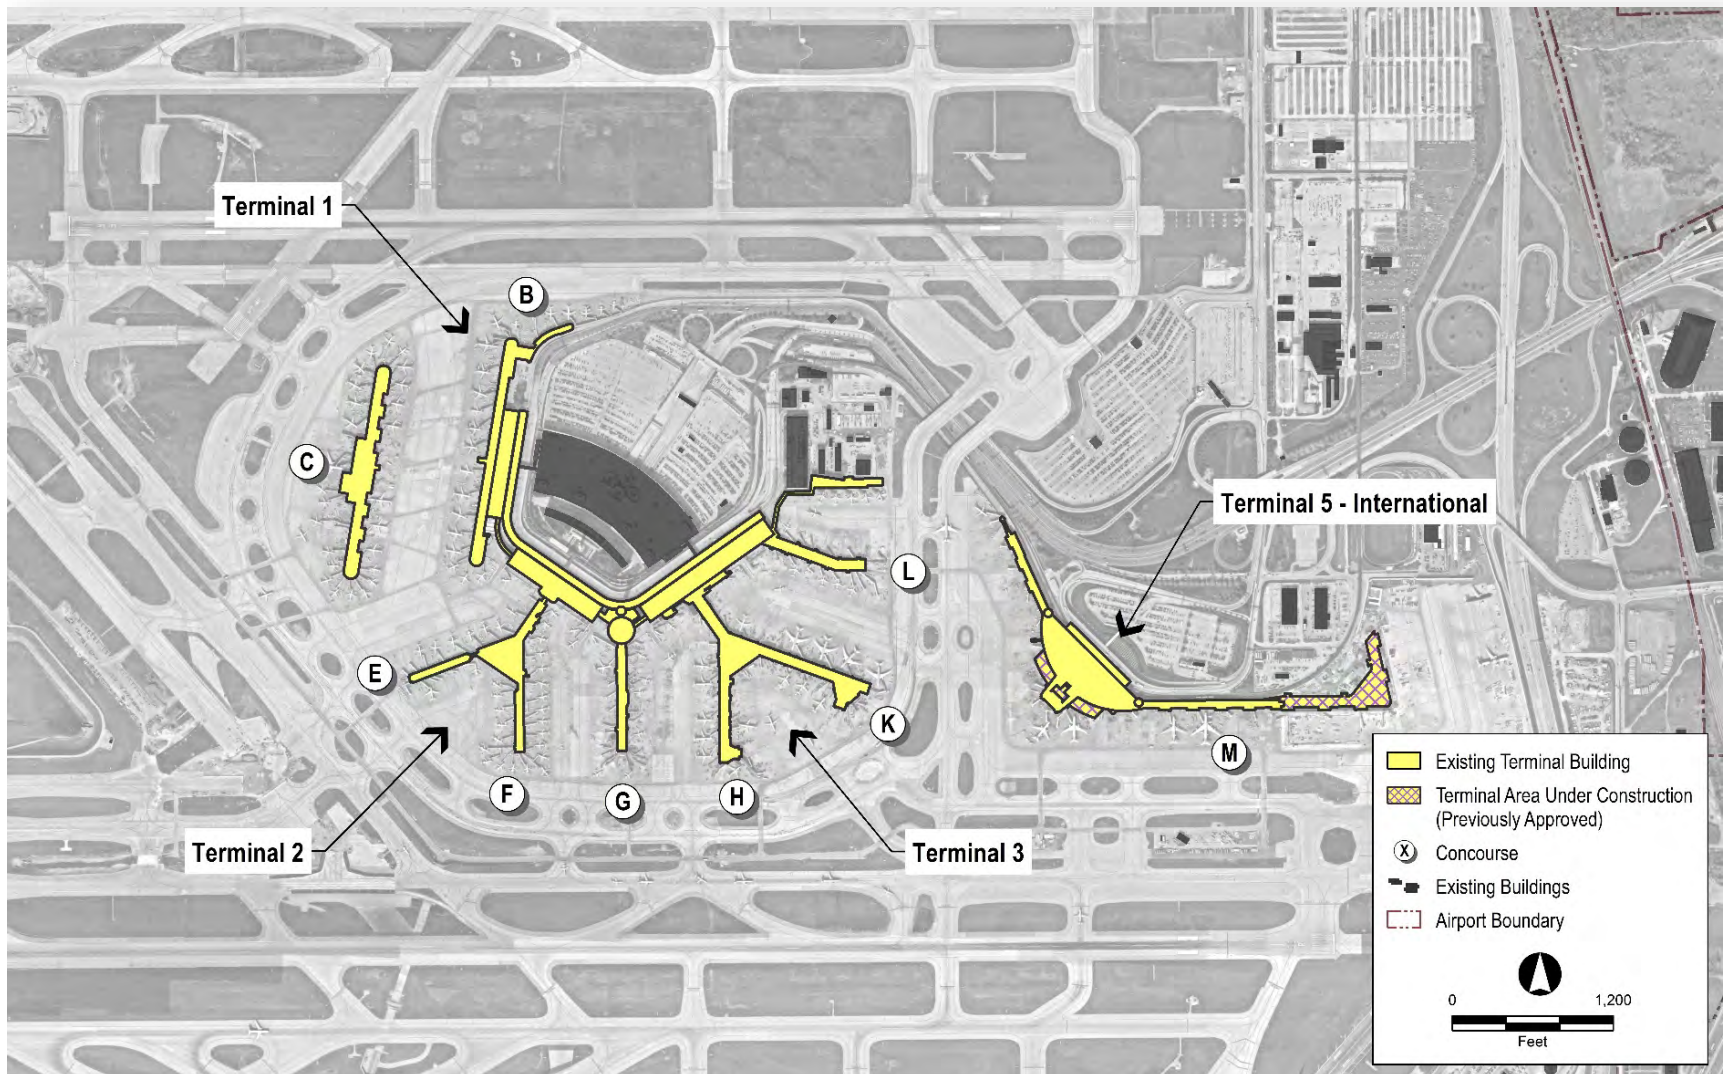 Terminal 1
B
C
Terminal 5 - International
L
E
K
M
F
G
H
Terminal 2
Terminal 3
Existing Terminal Building
Terminal Area Under Construction
(Previously Approved)
X
Concourse
Existing Buildings
Airport Boundary
0
1,200
Feet